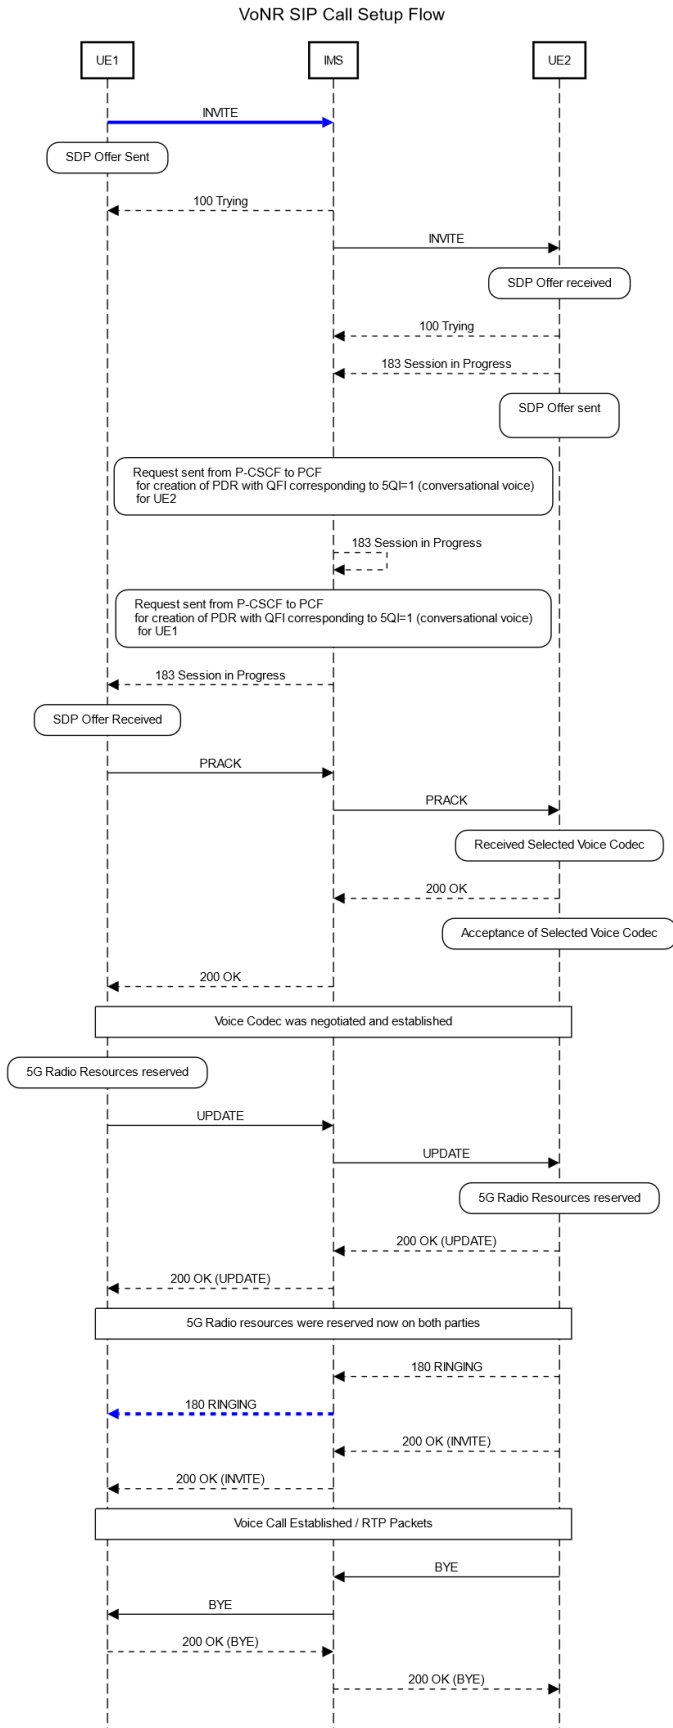 VoNR SIP Call Setup Flow
UE1
IMS
UE2
INVITE
SDP Offer Sent
100 Trying
INVITE
SDP Offer received
100 Trying
183 Session in Progress
SDP Offer sent
Request sent from P-CSCF to PCF
for creation of PDR with QFI corresponding to 5QI=1 (conversational voice)
for UE2
183 Session in Progress
Request sent from P-CSCF to PCF
for creation of PDR with QFI corresponding to 5QI=1 (conversational voice)
for UE1
183 Session in Progress
SDP Offer Received
PRACK
PRACK
Received Selected Voice Codec
200 OK
Acceptance of Selected Voice Codec
200 OK
Voice Codec was negotiated and established
5G Radio Resources reserved
UPDATE
UPDATE
5G Radio Resources reserved
200 OK (UPDATE)
200 OK (UPDATE)
5G Radio resources were reserved now on both parties
180 RINGING
180 RINGING
200 OK (INVITE)
200 OK (INVITE)
Voice Call Established / RTP Packets
BYE
BYE
200 OK (BYE)
200 OK (BYE)